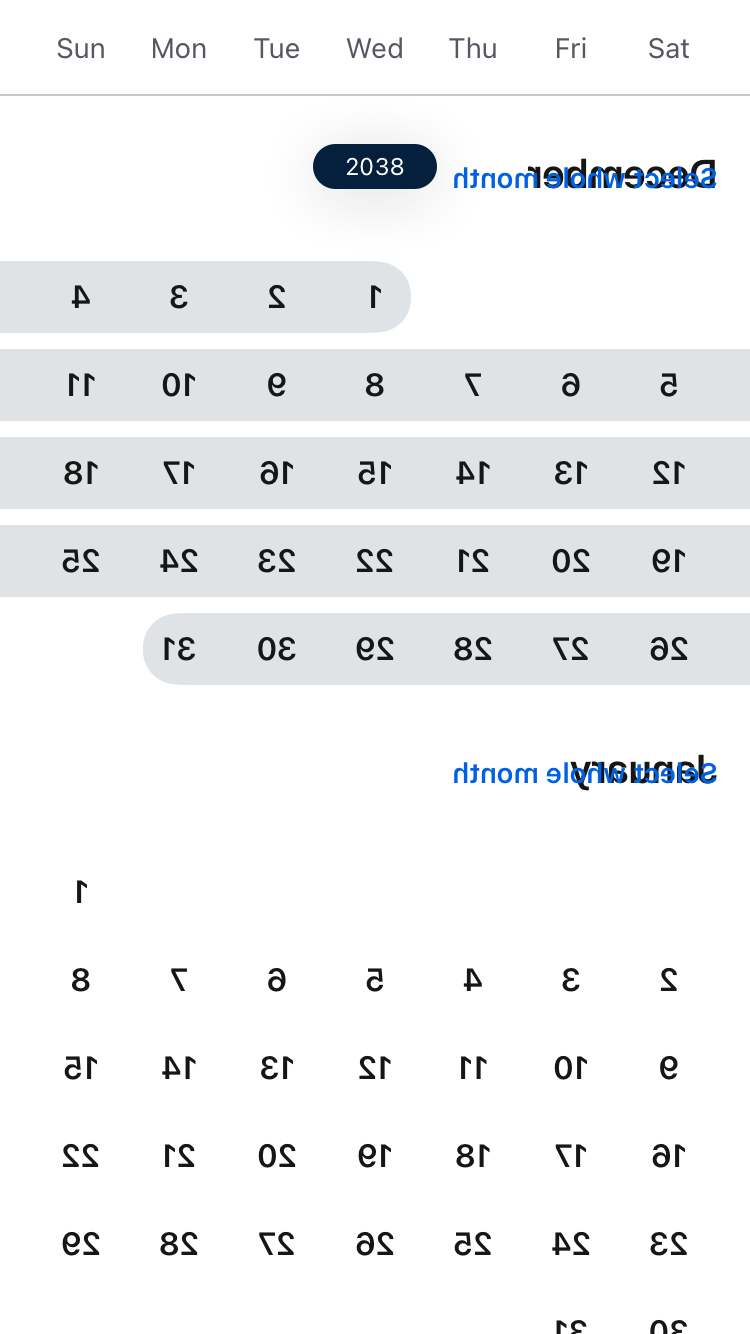 Sun Mon Tue Wed Thu Fri Sat
2038
December
Select whole month
1 2 3 4
5 6 7 8 9 10 11
12 13 14 15 16 17 18
19 20 21 22 23 24 25
26 27 28 29 30 31
January
Select whole month
1
2 3 4 5 6 7 8
9 10 11 12 13 14 15
16 17 18 19 20 21 22
23 24 25 26 27 28 29
30 31